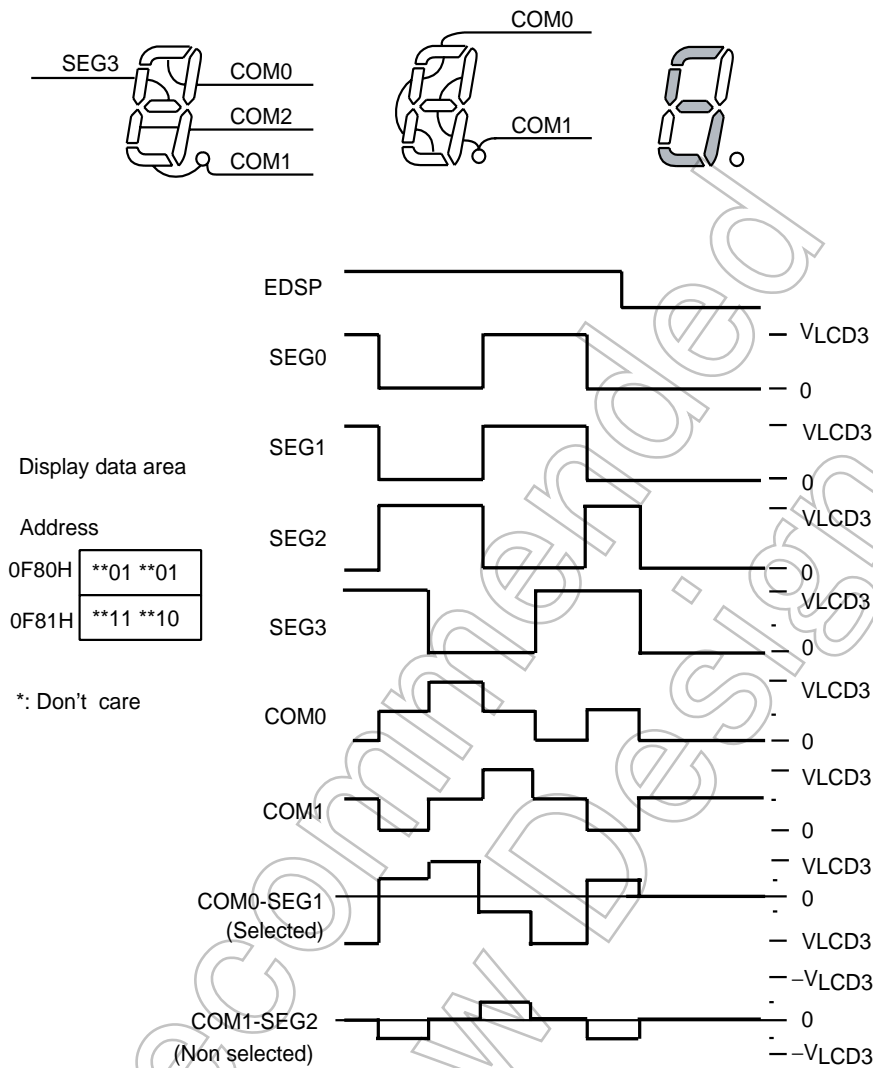 COM0
SEG3
COM0
COM2
COM1
COM1
EDSP
SEG0
VLCD3
0
SEG1
VLCD3
0
Display data area
SEG2
VLCD3
0
Address
0F80H **01 **01
0F81H **11 **10
SEG3
VLCD3
0
*: Don't care
COM0
VLCD3
0
COM1
VLCD3
0
COM0-SEG1
(Selected)
VLCD3
0
VLCD3
COM1-SEG2
(Non selected)
−VLCD3
0
−VLCD3
ecommended
w Design